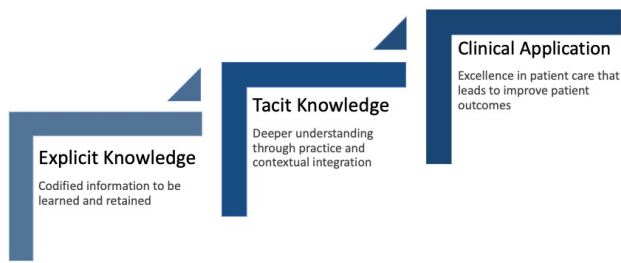 Explicit Knowledge
Codified information to be
learned and retained
Tacit Knowledge
Deeper understanding
through practice and
contextual integration
Clinical Application
Excellence in patient care that
leads to improve patient
outcomes